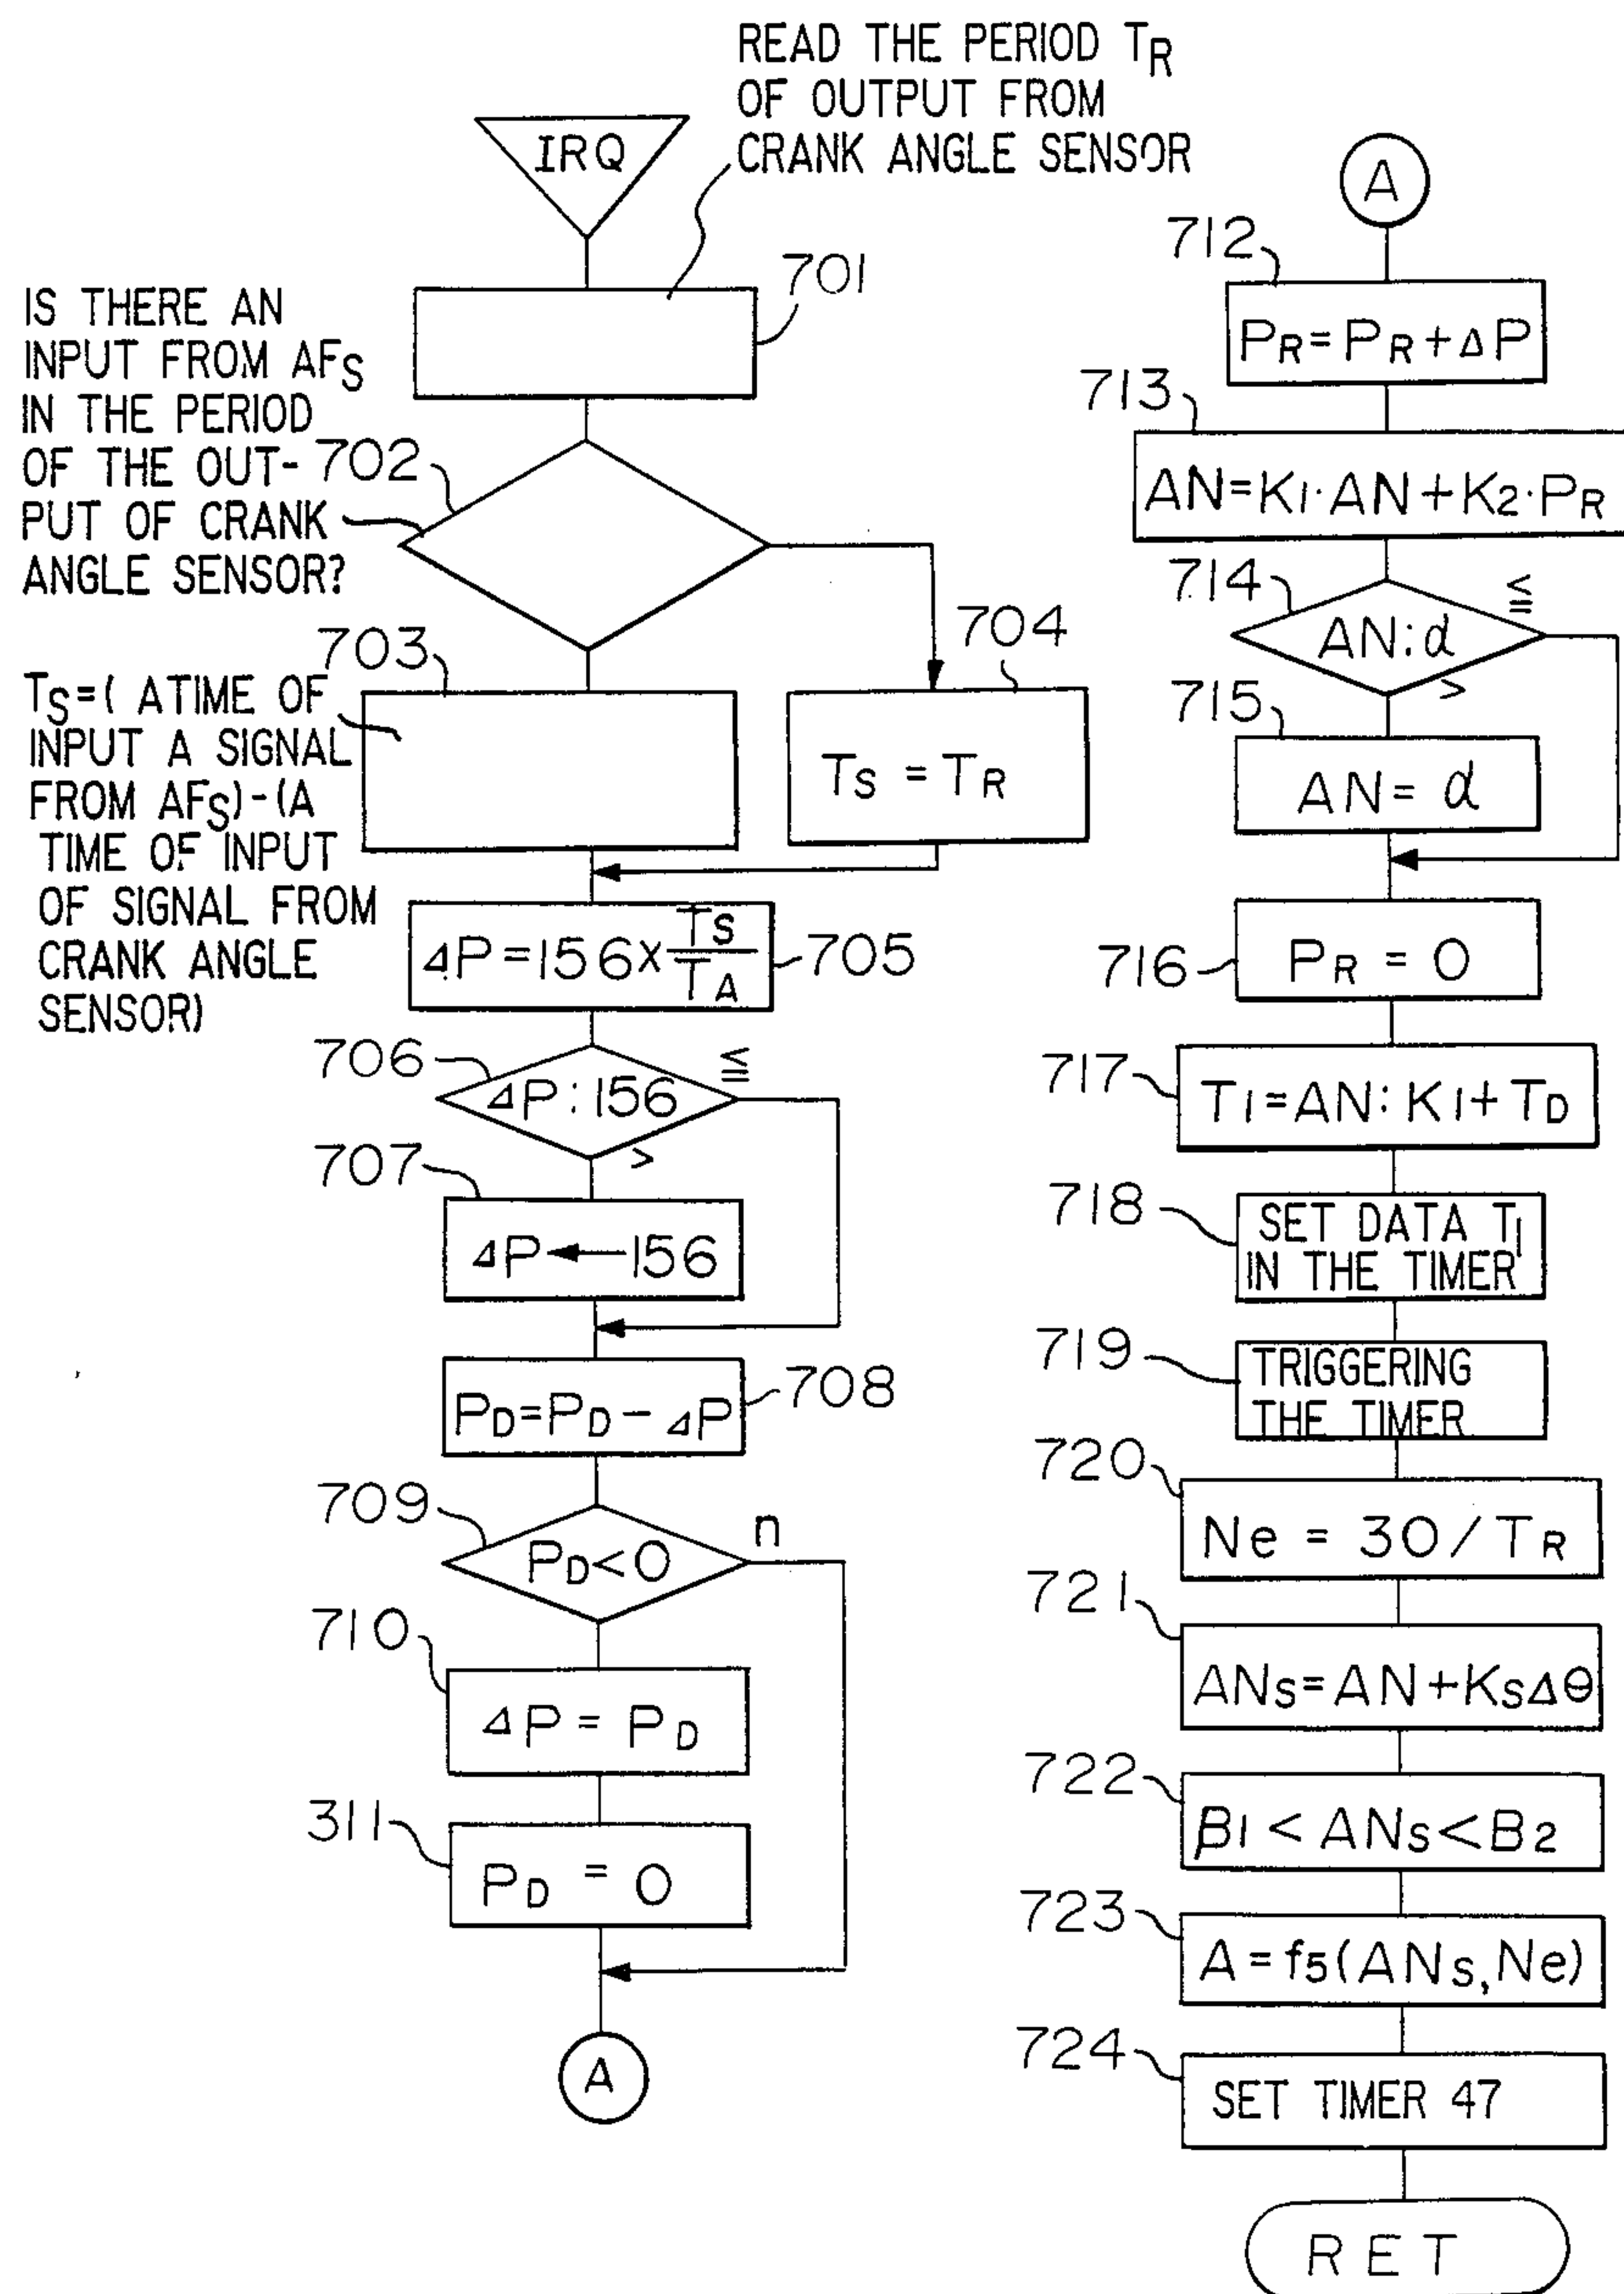 READ THE PERIOD TR
OF OUTPUT FROM
CRANK ANGLE SENSOR
IRQ
701
IS THERE AN
INPUT FROM AFS
IN THE PERIOD
OF THE OUT-
PUT OF CRANK
ANGLE SENSOR?
702
703
TS=( ATIME OF
INPUT A SIGNAL
FROM AFS)-(A
TIME OF INPUT
OF SIGNAL FROM
CRANK ANGLE
SENSOR)
704
TS = TR
ΔP=156×TS/TA
705
706
ΔP:156
≦
>
707
ΔP←156
PD=PD-ΔP
708
709
PD<0
n
710
ΔP=PD
311
PD=0
A
A
712
PR=PR+ΔP
713
AN=K1·AN+K2·PR
714
AN:α
≦
>
715
AN=α
716
PR=0
717
T1=AN:K1+TD
718
SET DATA T1
IN THE TIMER
719
TRIGGERING
THE TIMER
720
Ne = 30/TR
721
ANS=AN+KSΔθ
722
β1<ANS<B2
723
A=f5(ANS,Ne)
724
SET TIMER 47
RET